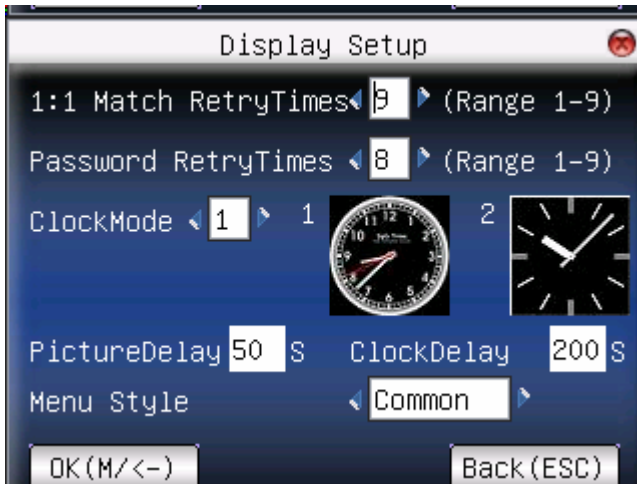 Display Setup
1:1 Match RetryTimes 9 (Range 1-9)
Password RetryTimes 8 (Range 1-9)
ClockMode 1 1 2
PictureDelay 50 S ClockDelay 200 S
Menu Style Common
OK(M/<-) Back(ESC)